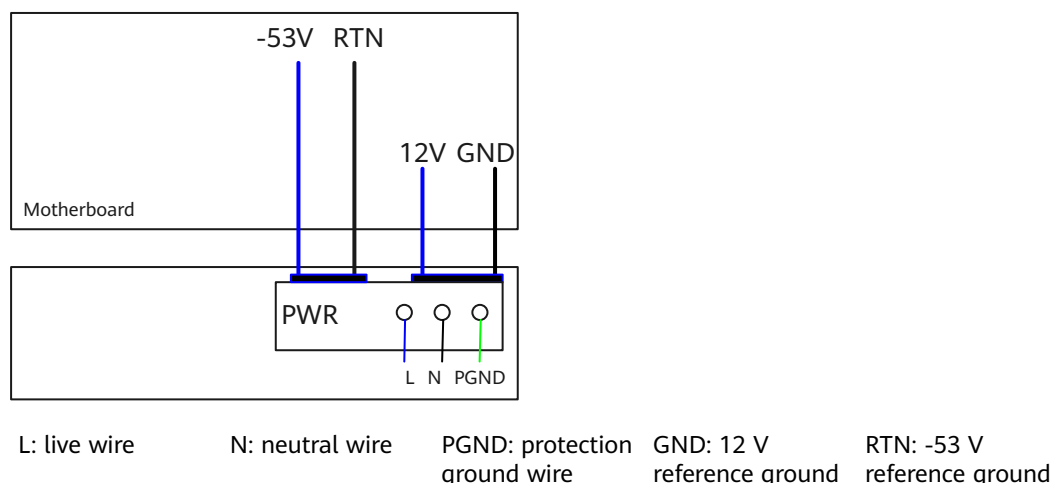 -53V RTN
12V GND
Motherboard
PWR
L N PGND
L: live wire
N: neutral wire
PGND: protection
ground wire
GND: 12 V
reference ground
RTN: -53 V
reference ground